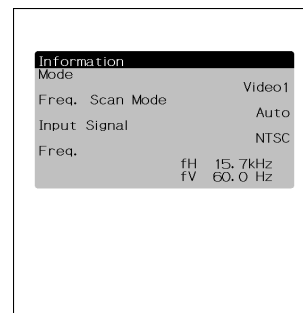 Information
Mode
Video1
Freq. Scan Mode
Auto
Input Signal
NTSC
Freq.
fH 15.7kHz
fV 60.0 Hz